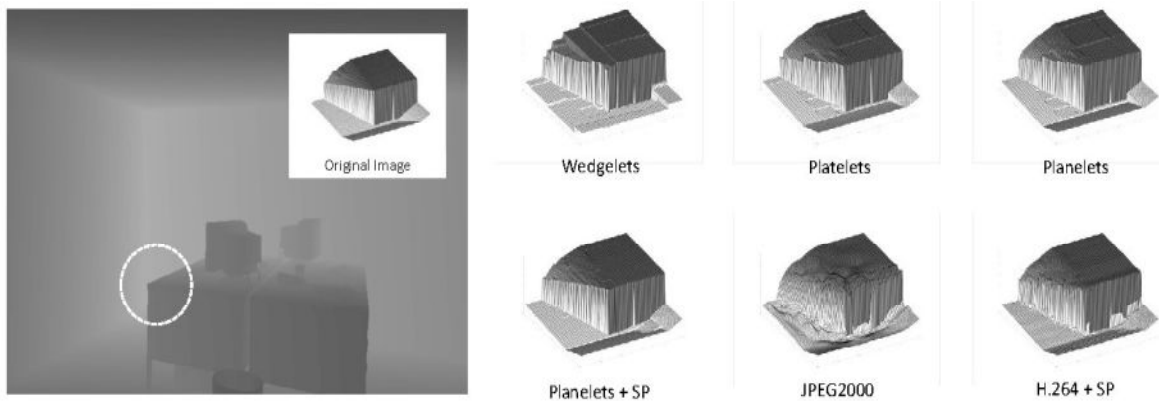 Original Image
Wedgelets
Platelets
Planelets
Planelets + SP
JPEG2000
H.264 + SP